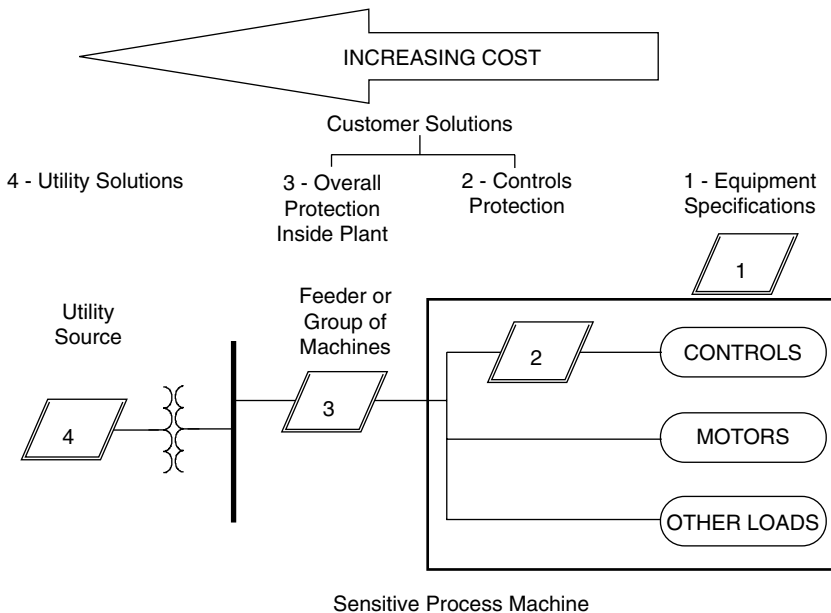 INCREASING COST
Customer Solutions
4 - Utility Solutions
3 - Overall
Protection
Inside Plant
2 - Controls
Protection
1 - Equipment
Specifications
1
Utility
Source
Feeder or
Group of
Machines
2
CONTROLS
3
4
MOTORS
OTHER LOADS
Sensitive Process Machine